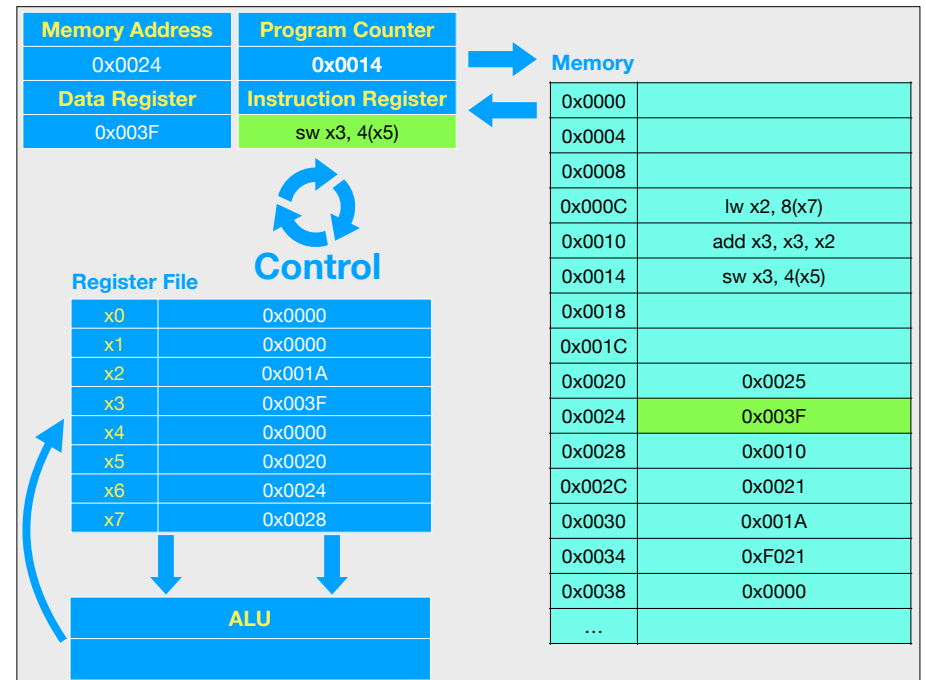 Memory Address Program Counter
0x0024 0x0014
Data Register Instruction Register
0x003F sw x3, 4(x5)
Control
Register File
x0 0x0000
x1 0x0000
x2 0x001A
x3 0x003F
x4 0x0000
x5 0x0020
x6 0x0024
x7 0x0028
ALU
Memory
0x0000
0x0004
0x0008
0x000C lw x2, 8(x7)
0x0010 add x3, x3, x2
0x0014 sw x3, 4(x5)
0x0018
0x001C
0x0020 0x0025
0x0024 0x003F
0x0028 0x0010
0x002C 0x0021
0x0030 0x001A
0x0034 0xF021
0x0038 0x0000
…